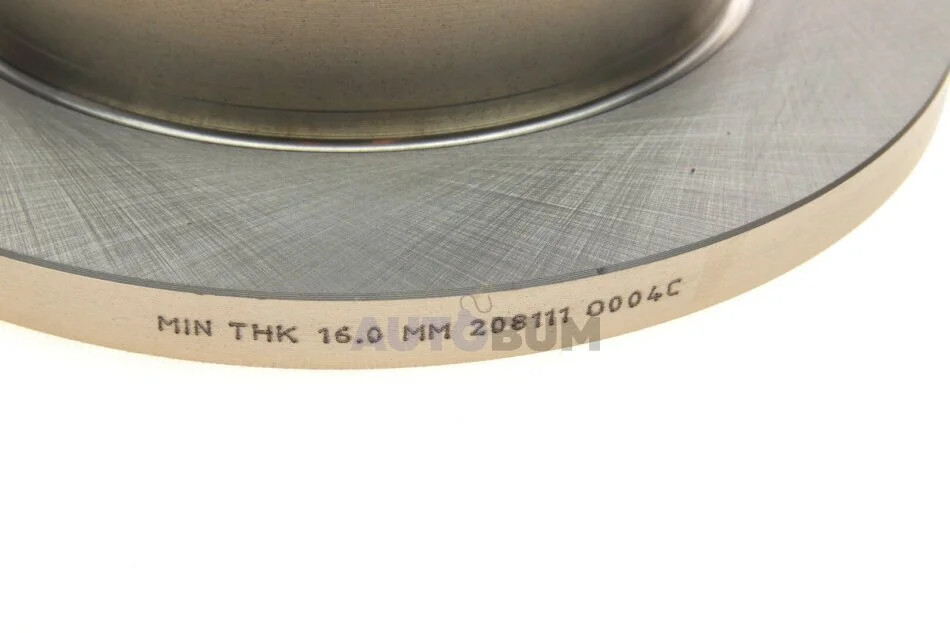 MIN THK 16.0 MM 208111 0004C
AUTOBUM